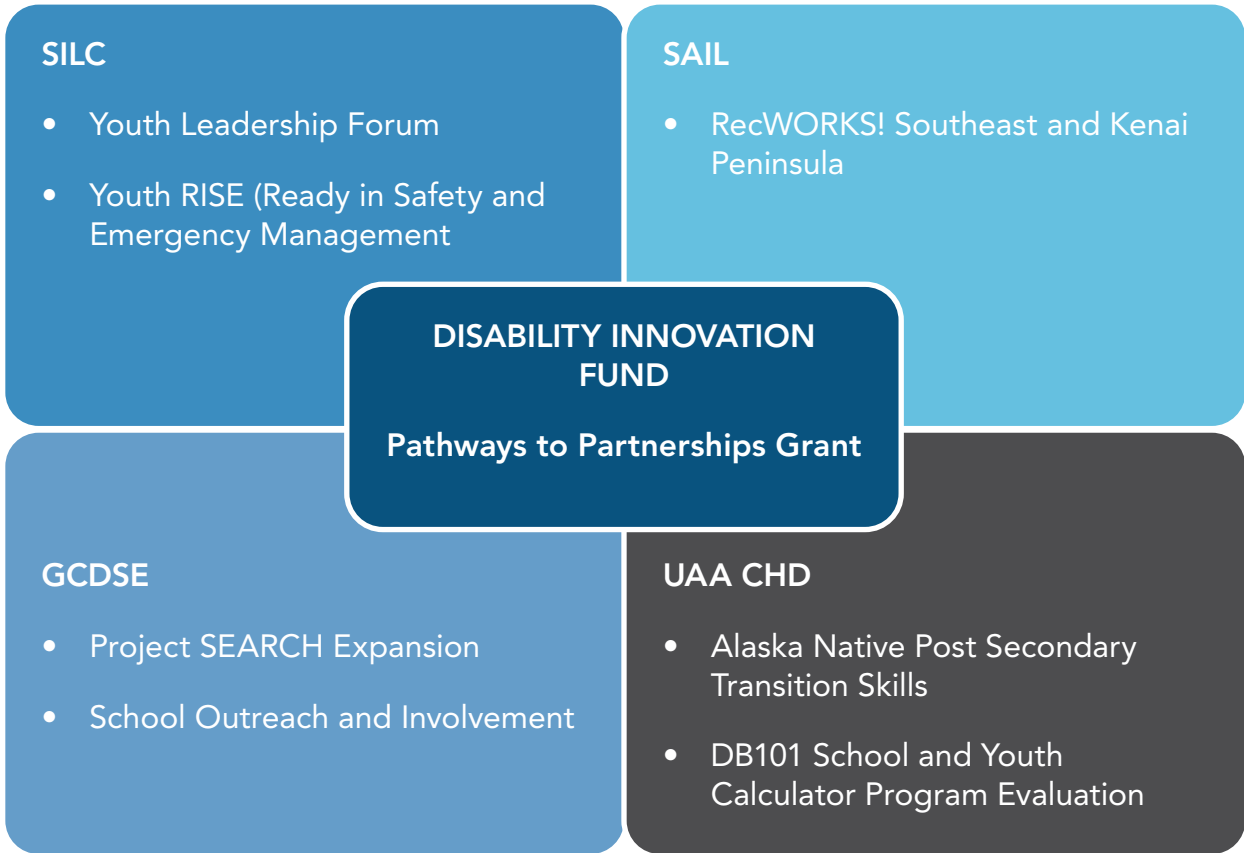 SILC
• Youth Leadership Forum
• Youth RISE (Ready in Safety and
Emergency Management
SAIL
• RecWORKS! Southeast and Kenai
Peninsula
DISABILITY INNOVATION
FUND
Pathways to Partnerships Grant
GCDSE
• Project SEARCH Expansion
• School Outreach and Involvement
UAA CHD
• Alaska Native Post Secondary
Transition Skills
• DB101 School and Youth
Calculator Program Evaluation